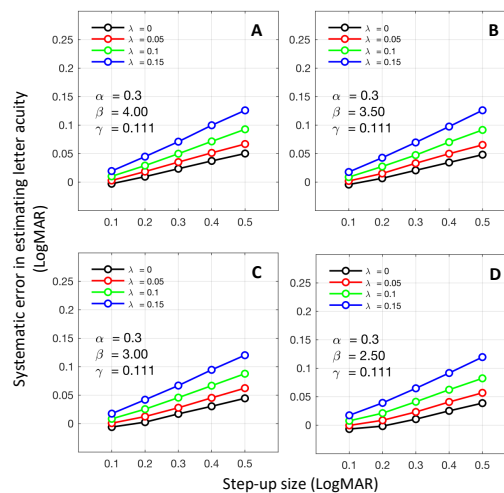 Systematic error in estimating letter acuity
(LogMAR)
A
λ = 0
λ = 0.05
λ = 0.1
λ = 0.15
α = 0.3
β = 4.00
γ = 0.111
0.25
0.2
0.15
0.1
0.05
0
0.1 0.2 0.3 0.4 0.5
B
λ = 0
λ = 0.05
λ = 0.1
λ = 0.15
α = 0.3
β = 3.50
γ = 0.111
0.25
0.2
0.15
0.1
0.05
0
0.1 0.2 0.3 0.4 0.5
C
λ = 0
λ = 0.05
λ = 0.1
λ = 0.15
α = 0.3
β = 3.00
γ = 0.111
0.25
0.2
0.15
0.1
0.05
0
0.1 0.2 0.3 0.4 0.5
D
λ = 0
λ = 0.05
λ = 0.1
λ = 0.15
α = 0.3
β = 2.50
γ = 0.111
0.25
0.2
0.15
0.1
0.05
0
0.1 0.2 0.3 0.4 0.5
Step-up size (LogMAR)